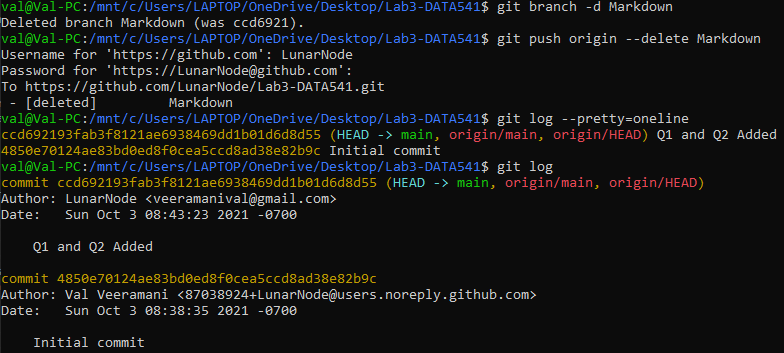 val@Val-PC:/mnt/c/Users/LAPTOP/OneDrive/Desktop/Lab3-DATA541$ git branch -d Markdown
Deleted branch Markdown (was ccd6921).
val@Val-PC:/mnt/c/Users/LAPTOP/OneDrive/Desktop/Lab3-DATA541$ git push origin --delete Markdown
Username for 'https://github.com': LunarNode
Password for 'https://LunarNode@github.com':
To https://github.com/LunarNode/Lab3-DATA541.git
 - [deleted]         Markdown
val@Val-PC:/mnt/c/Users/LAPTOP/OneDrive/Desktop/Lab3-DATA541$ git log --pretty=oneline
ccd692193fab3f8121ae6938469dd1b01d6d8d55 (HEAD -> main, origin/main, origin/HEAD) Q1 and Q2 Added
4850e70124ae83bd0ed8f0cea5ccd8ad38e82b9c Initial commit
val@Val-PC:/mnt/c/Users/LAPTOP/OneDrive/Desktop/Lab3-DATA541$ git log
commit ccd692193fab3f8121ae6938469dd1b01d6d8d55 (HEAD -> main, origin/main, origin/HEAD)
Author: LunarNode <veeramanival@gmail.com>
Date:   Sun Oct 3 08:43:23 2021 -0700
    Q1 and Q2 Added
commit 4850e70124ae83bd0ed8f0cea5ccd8ad38e82b9c
Author: Val Veeramani <87038924+LunarNode@users.noreply.github.com>
Date:   Sun Oct 3 08:38:35 2021 -0700
    Initial commit